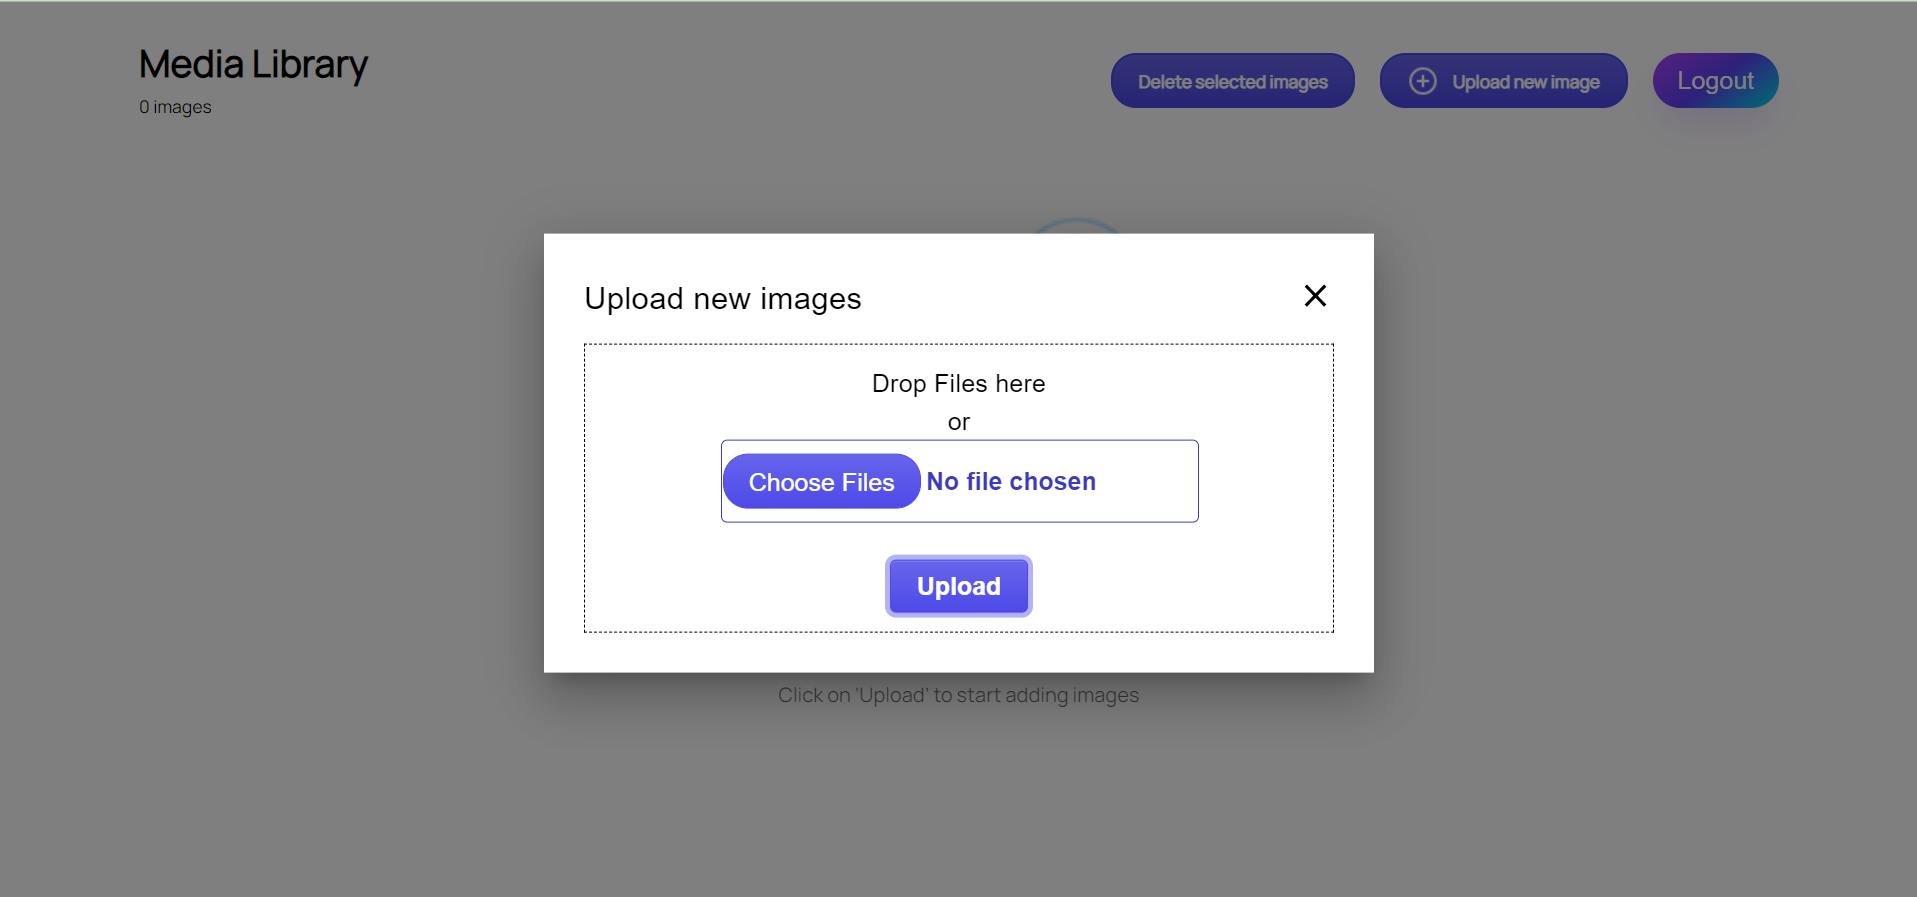 Media Library
0 images
Delete selected images
Upload new image
Logout
Upload new images
Drop Files here
or
Choose Files No file chosen
Upload
Click on 'Upload' to start adding images